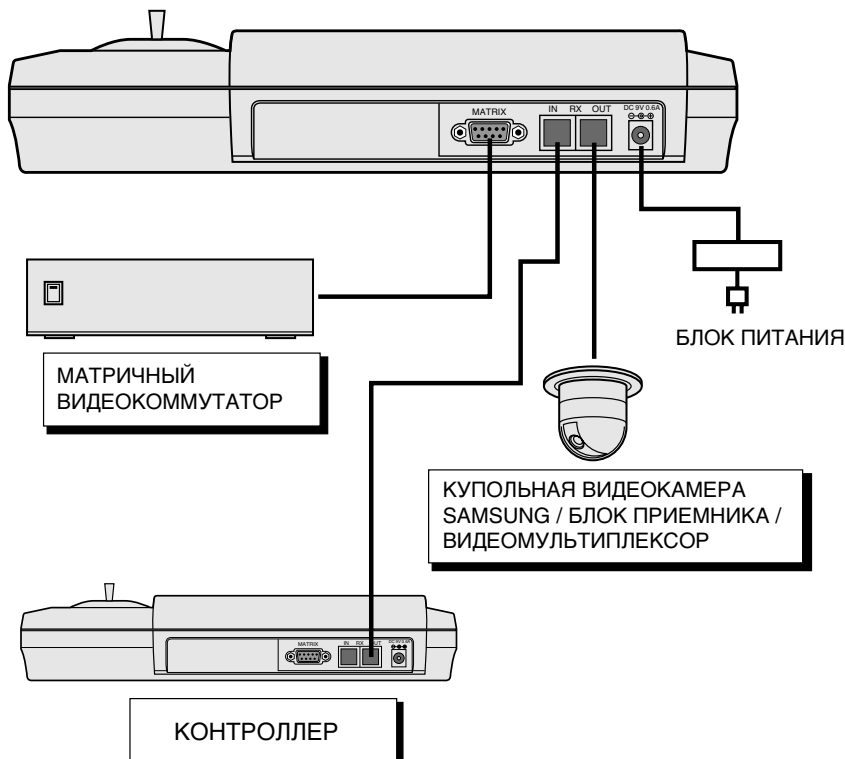 MATRIX IN RX OUT DC 9V 0.6A
БЛОК ПИТАНИЯ
МАТРИЧНЫЙ
ВИДЕОКОММУТАТОР
КУПОЛЬНАЯ ВИДЕОКАМЕРА
SAMSUNG / БЛОК ПРИЕМНИКА /
ВИДЕОМУЛЬТИПЛЕКСОР
MATRIX IN RX OUT DC 9V 0.6A
КОНТРОЛЛЕР